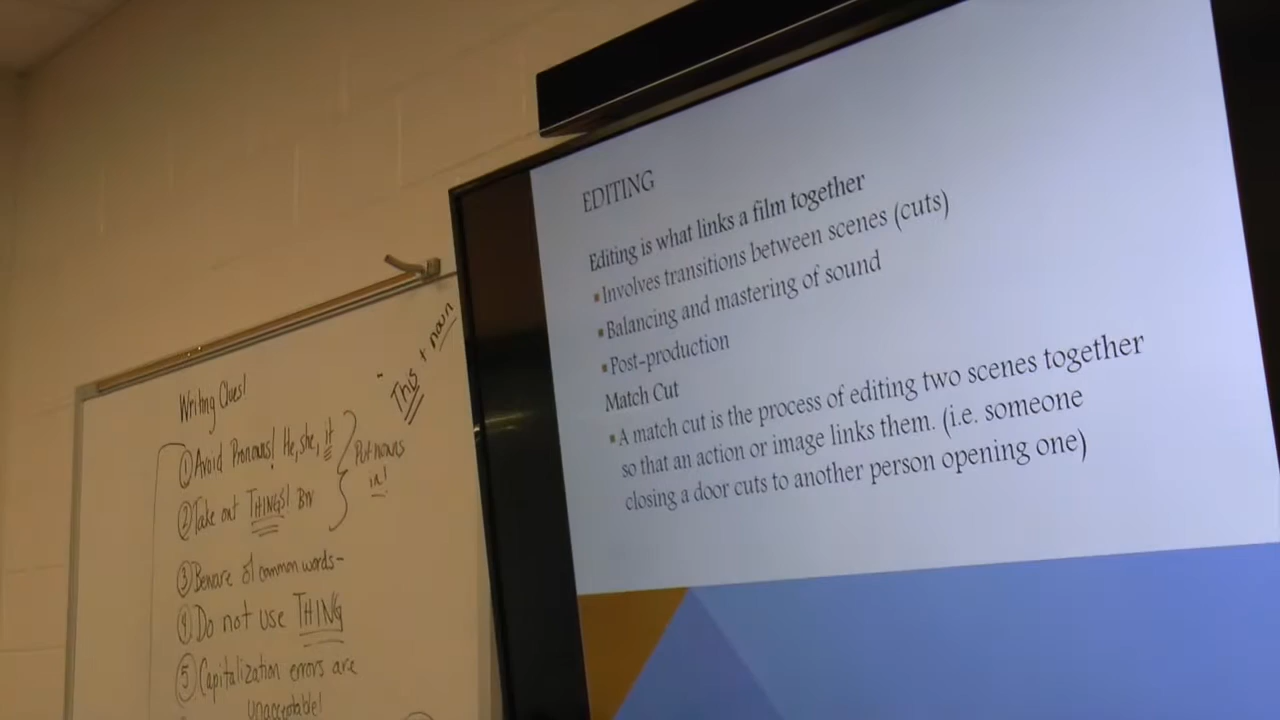 Writing Clues!
① Avoid Pronouns! He, she, it
② Take out THINGS!
Put nouns
in!
This + noun
③ Beware of common words-
④ Do not use THING
⑤ Capitalization errors are
unacceptable!
EDITING
Editing is what links a film together
▪Involves transitions between scenes (cuts)
▪Balancing and mastering of sound
▪Post-production
Match Cut
▪A match cut is the process of editing two scenes together
so that an action or image links them. (i.e. someone
closing a door cuts to another person opening one)